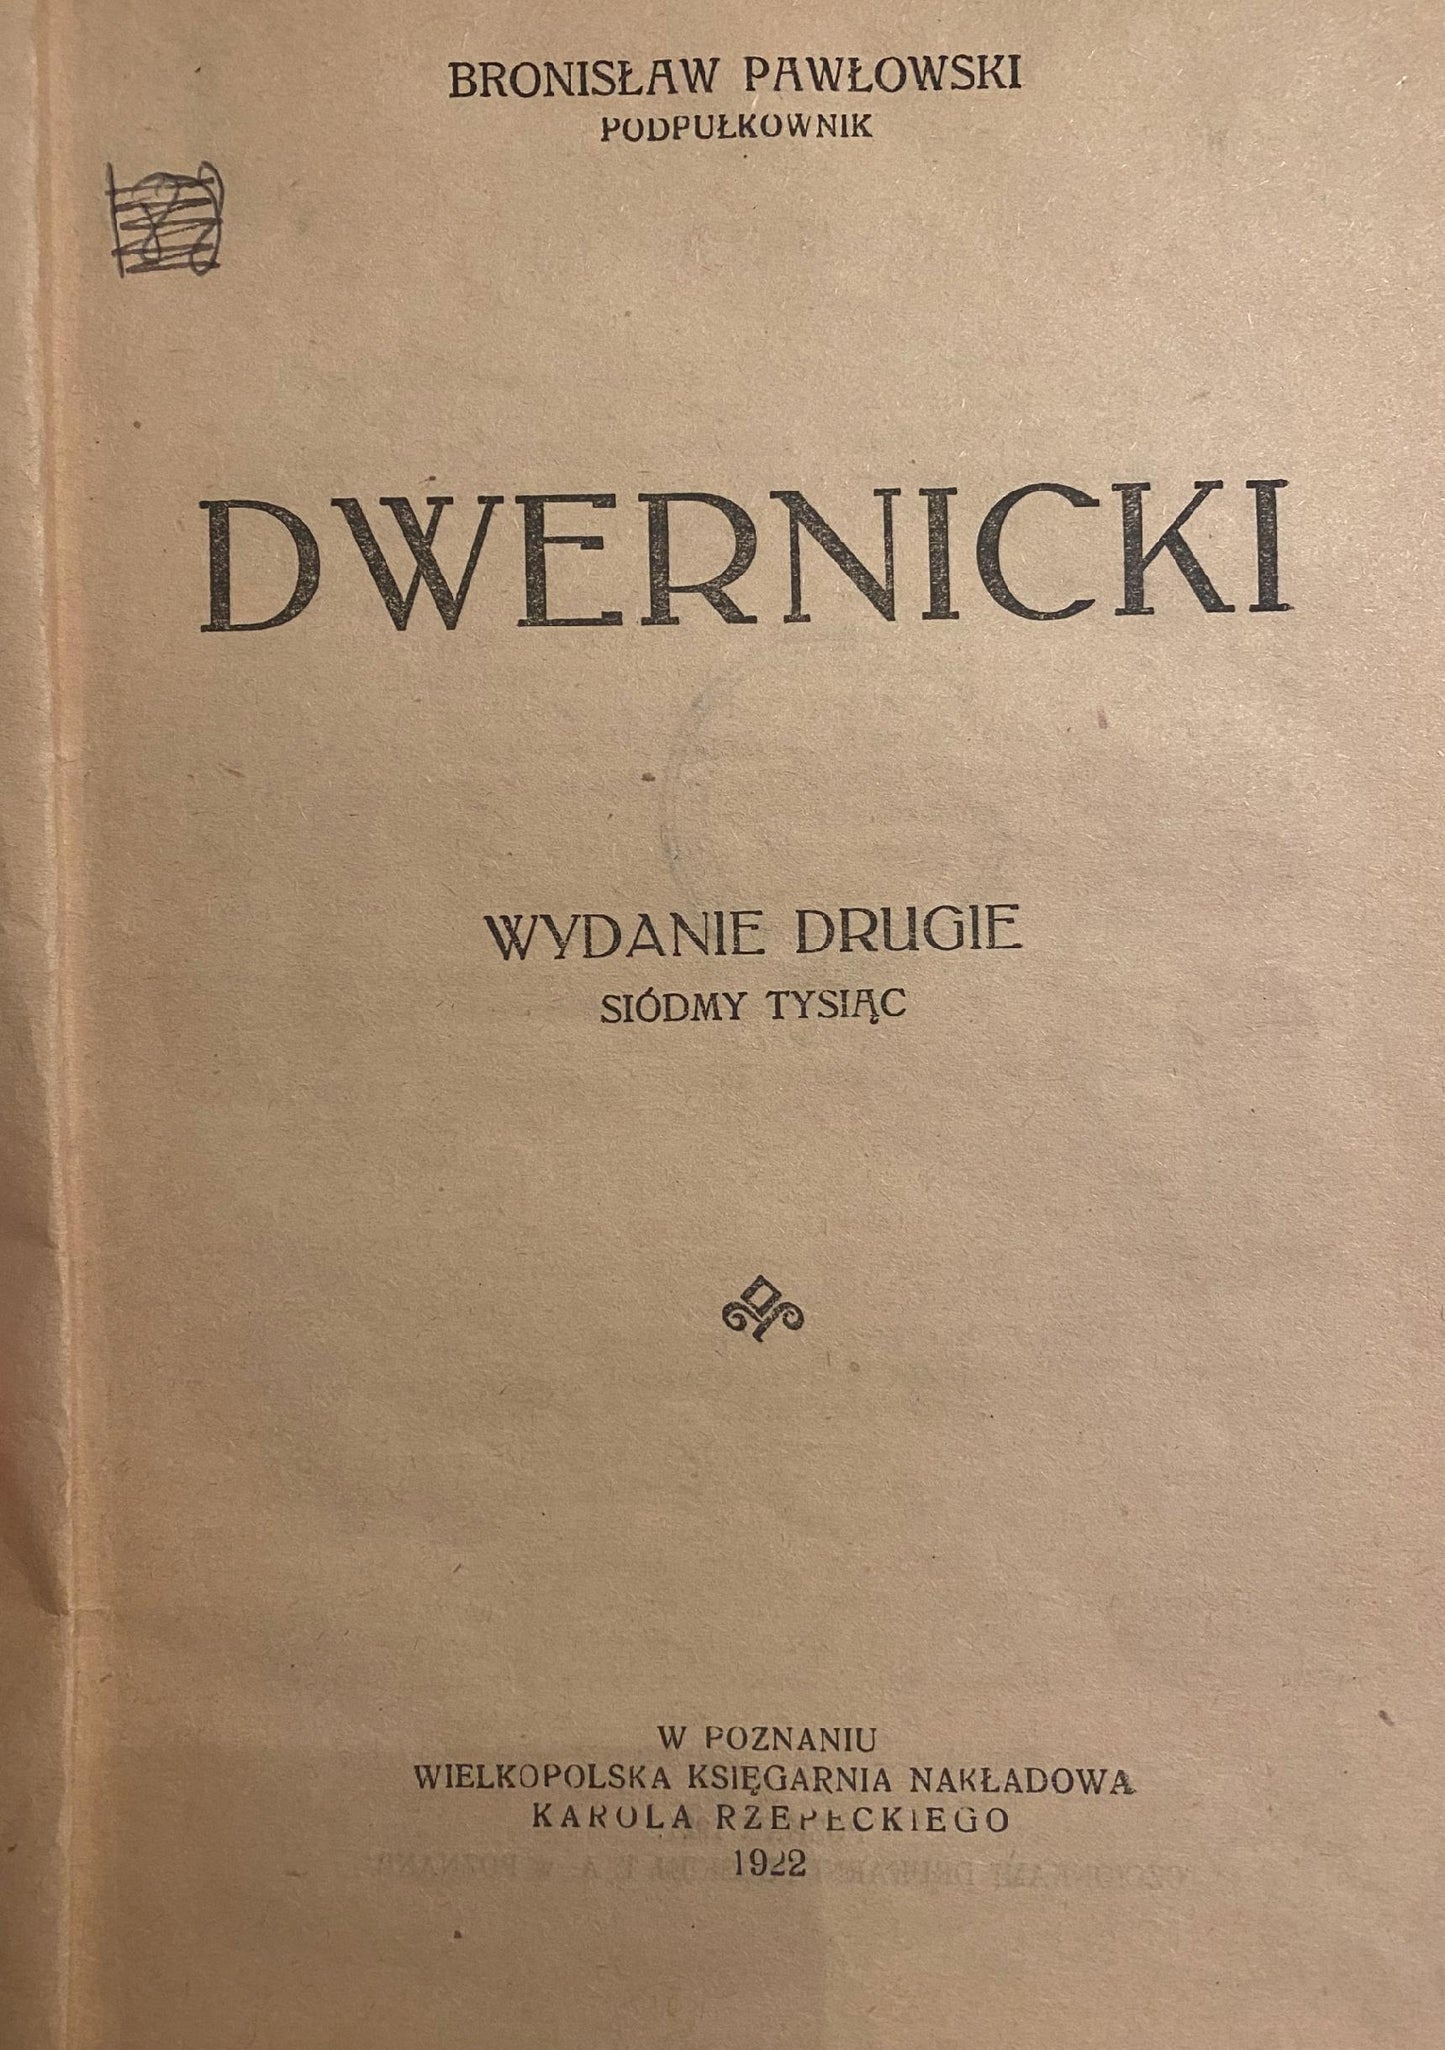 BRONISŁAW PAWŁOWSKI
PODPUŁKOWNIK
DWERNICKI
WYDANIE DRUGIE
SIÓDMY TYSIĄC
W POZNANIU
WIELKOPOLSKA KSIĘGARNIA NAKŁADOWA
KAROLA RZEPECKIEGO
1922